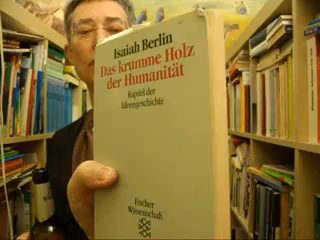 Isaiah Berlin
Das krumme Holz
der Humanität
Kapitel der
Ideengeschichte
Fischer
Wissenschaft